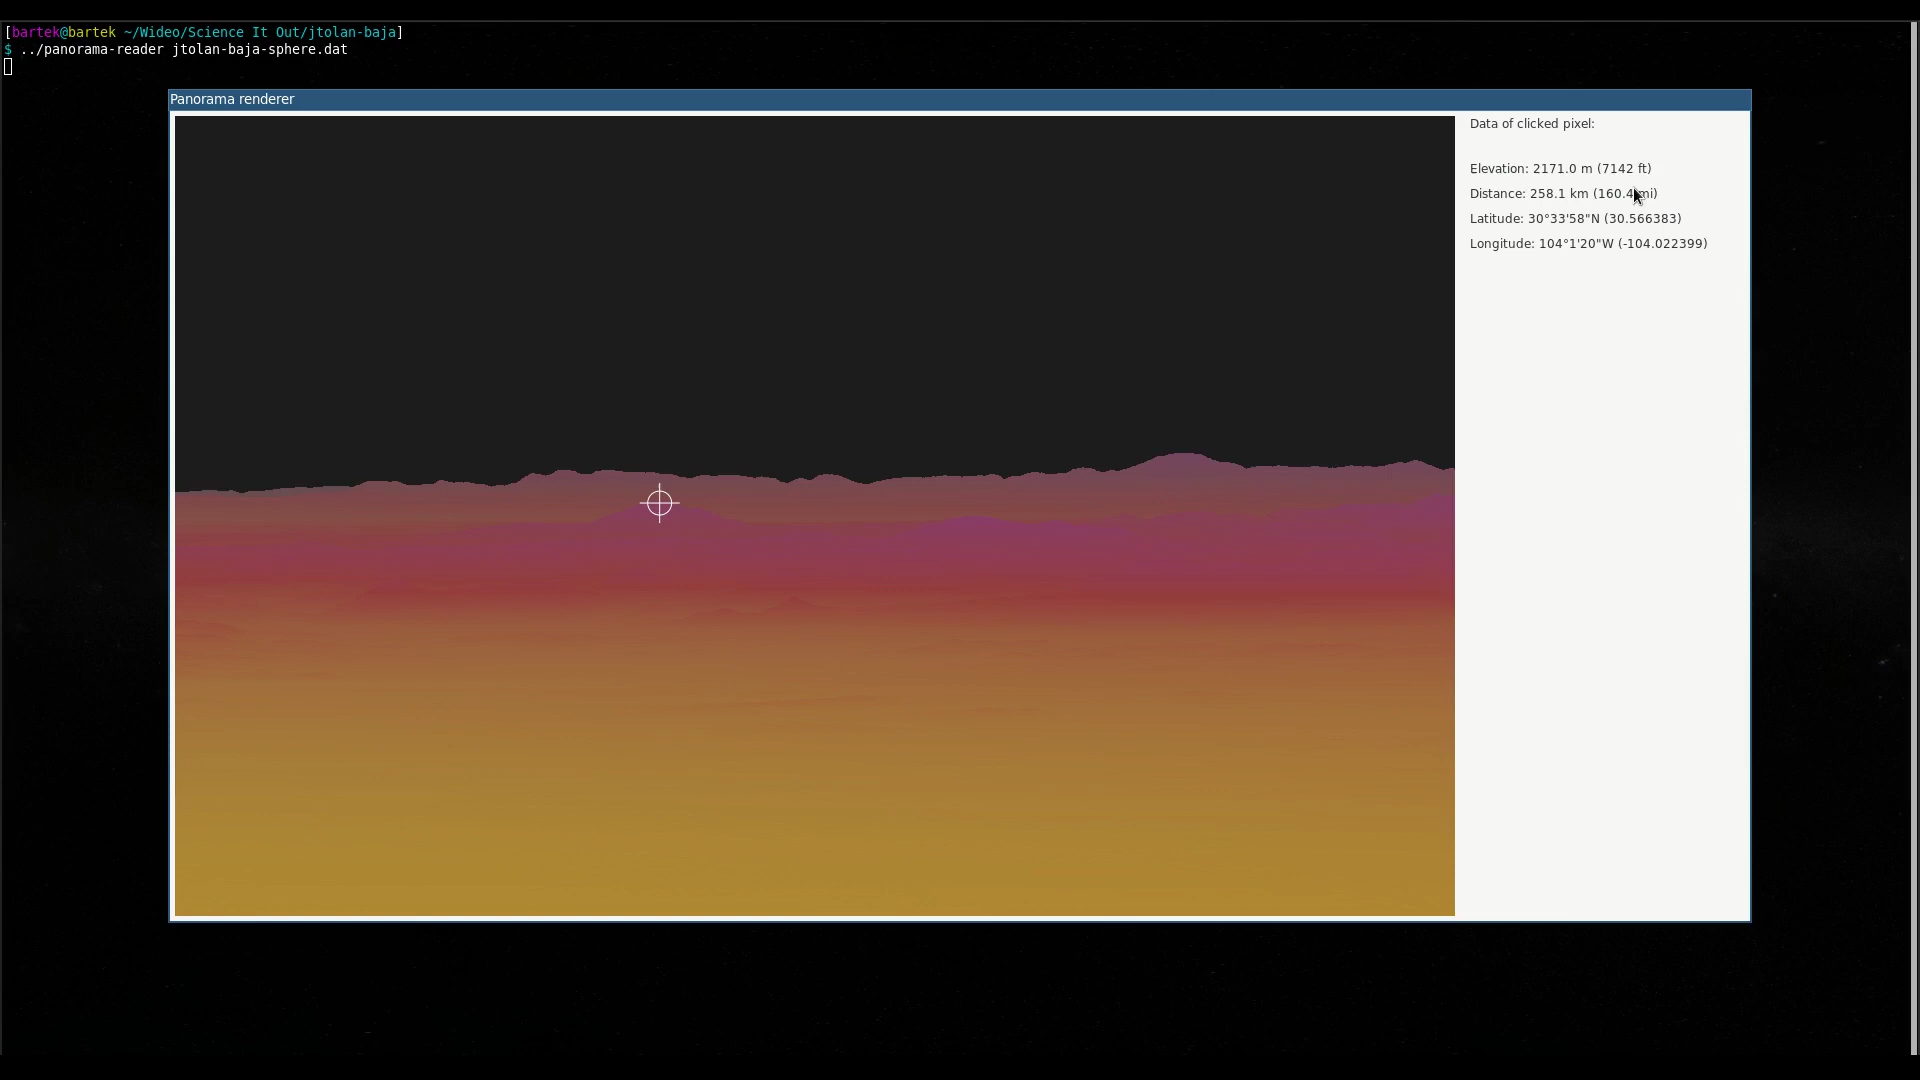 [bartek@bartek ~/Wideo/Science It Out/jtolan-baja]
$ ../panorama-reader jtolan-baja-sphere.dat
Panorama renderer
Data of clicked pixel:
Elevation: 2171.0 m (7142 ft)
Distance: 258.1 km (160.4 mi)
Latitude: 30°33'58"N (30.566383)
Longitude: 104°1'20"W (-104.022399)